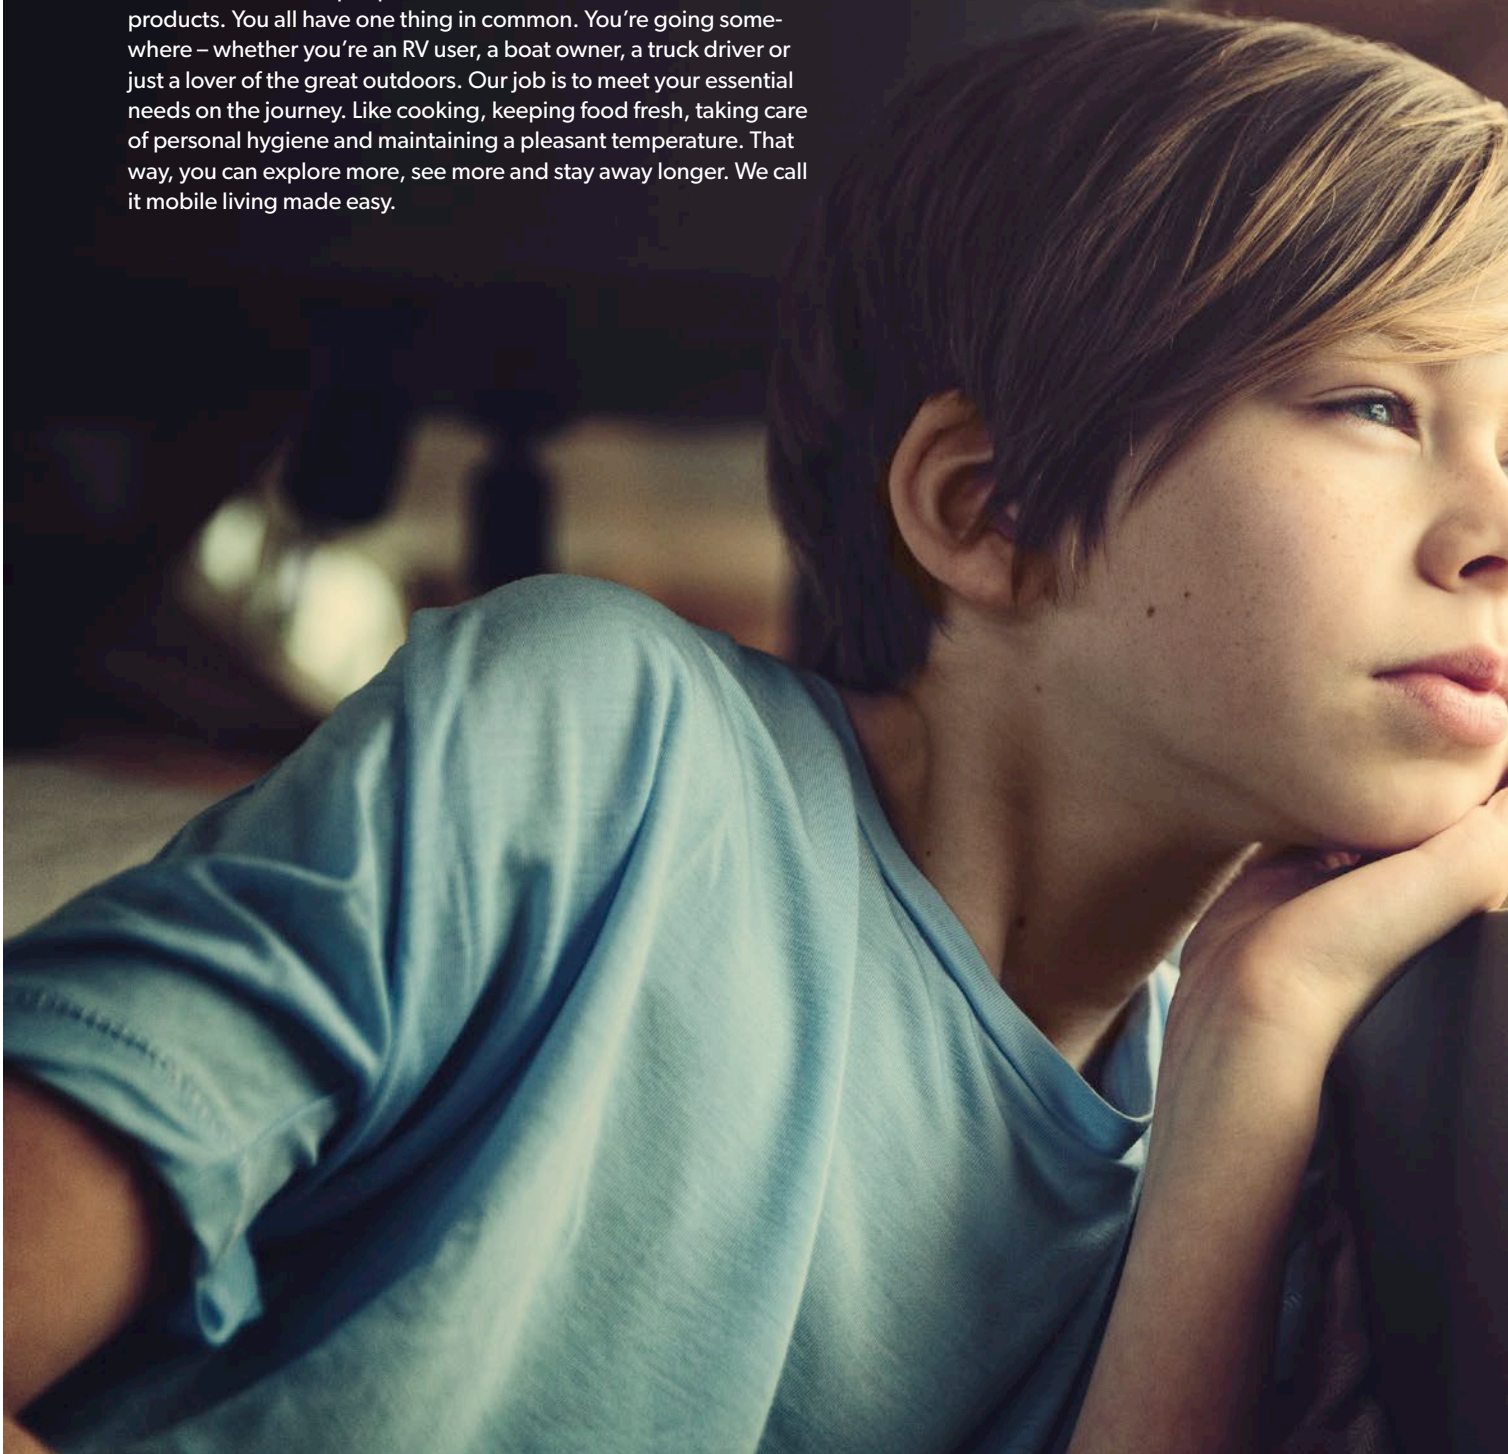 products. You all have one thing in common. You’re going some-
where – whether you’re an RV user, a boat owner, a truck driver or
just a lover of the great outdoors. Our job is to meet your essential
needs on the journey. Like cooking, keeping food fresh, taking care
of personal hygiene and maintaining a pleasant temperature. That
way, you can explore more, see more and stay away longer. We call
it mobile living made easy.